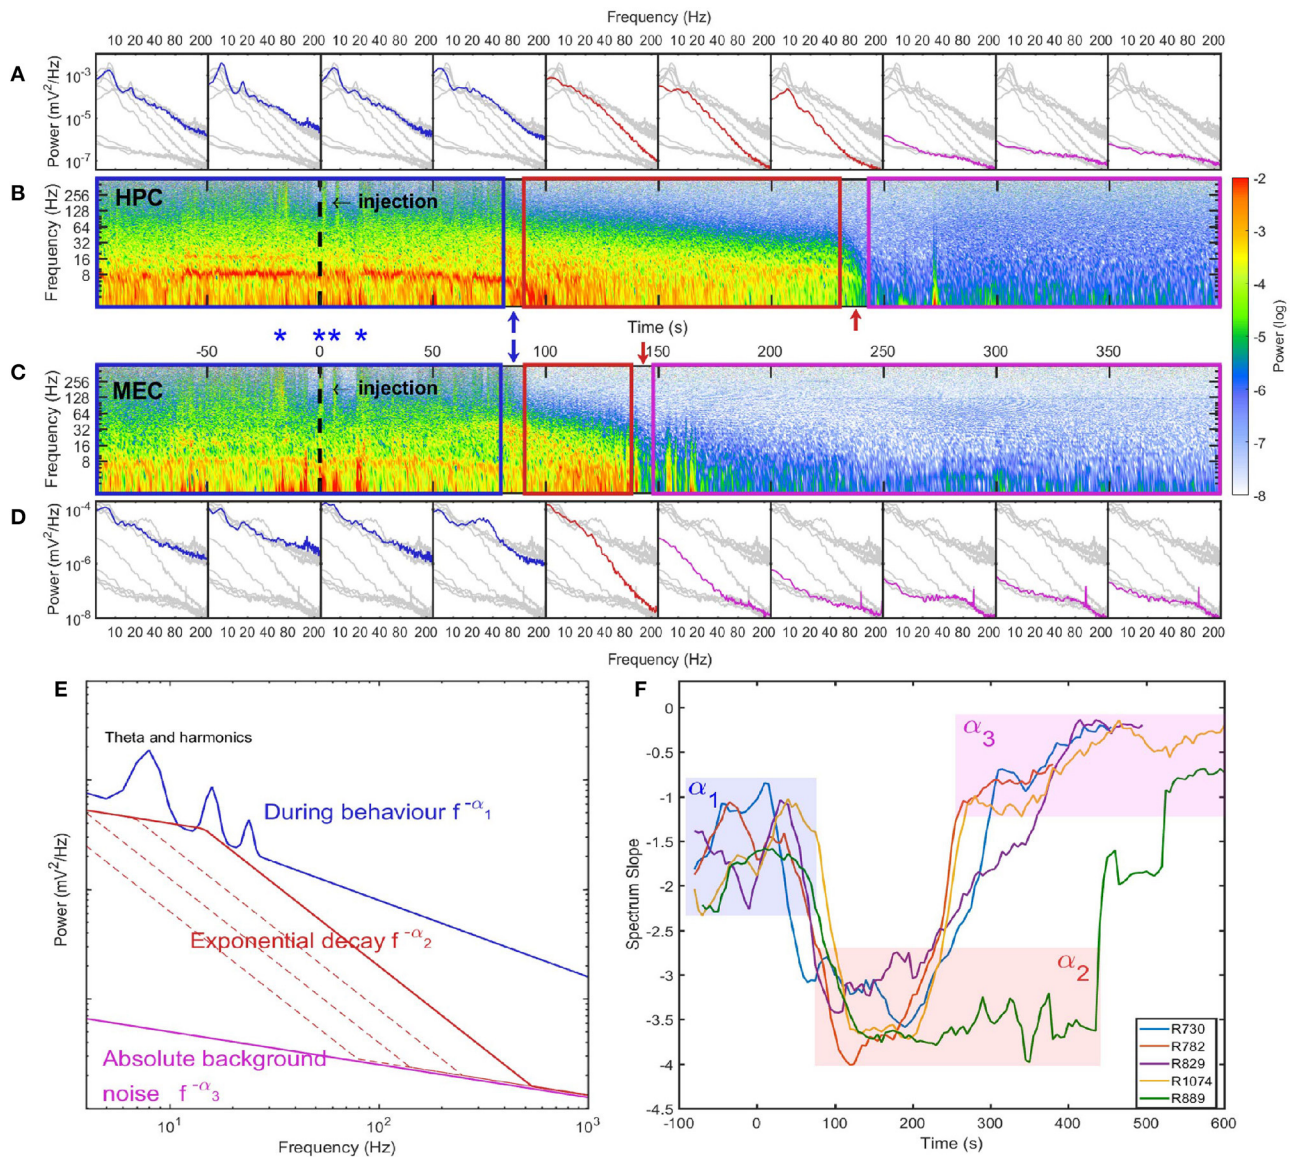 Frequency (Hz)
10 20 40 80 200 10 20 40 80 200 10 20 40 80 200 10 20 40 80 200 10 20 40 80 200 10 20 40 80 200 10 20 40 80 200 10 20 40 80 200 10 20 40 80 200 10 20 40 80 200
A
Power (mV²/Hz)
10⁻³
10⁻⁵
10⁻⁷
B
Frequency (Hz)
256
128
64
32
16
8
HPC
← injection
-2
-3
-4
-5
-6
-7
-8
Power (log)
Time (s)
* * * *
-50 0 50 100 150 200 250 300 350
C
Frequency (Hz)
256
128
64
32
16
8
MEC
← injection
D
Power (mV²/Hz)
10⁻⁴
10⁻⁶
10⁻⁸
10 20 40 80 200 10 20 40 80 200 10 20 40 80 200 10 20 40 80 200 10 20 40 80 200 10 20 40 80 200 10 20 40 80 200 10 20 40 80 200 10 20 40 80 200 10 20 40 80 200
Frequency (Hz)
E
Power (mV²/Hz)
Theta and harmonics
During behaviour f⁻ᵅ₁
Exponential decay f⁻ᵅ₂
Absolute background
noise f⁻ᵅ₃
10¹ 10² 10³
Frequency (Hz)
F
Spectrum Slope
0
-0.5
-1
-1.5
-2
-2.5
-3
-3.5
-4
-4.5
α₁
α₂
α₃
R730
R782
R829
R1074
R889
-100 0 100 200 300 400 500 600
Time (s)